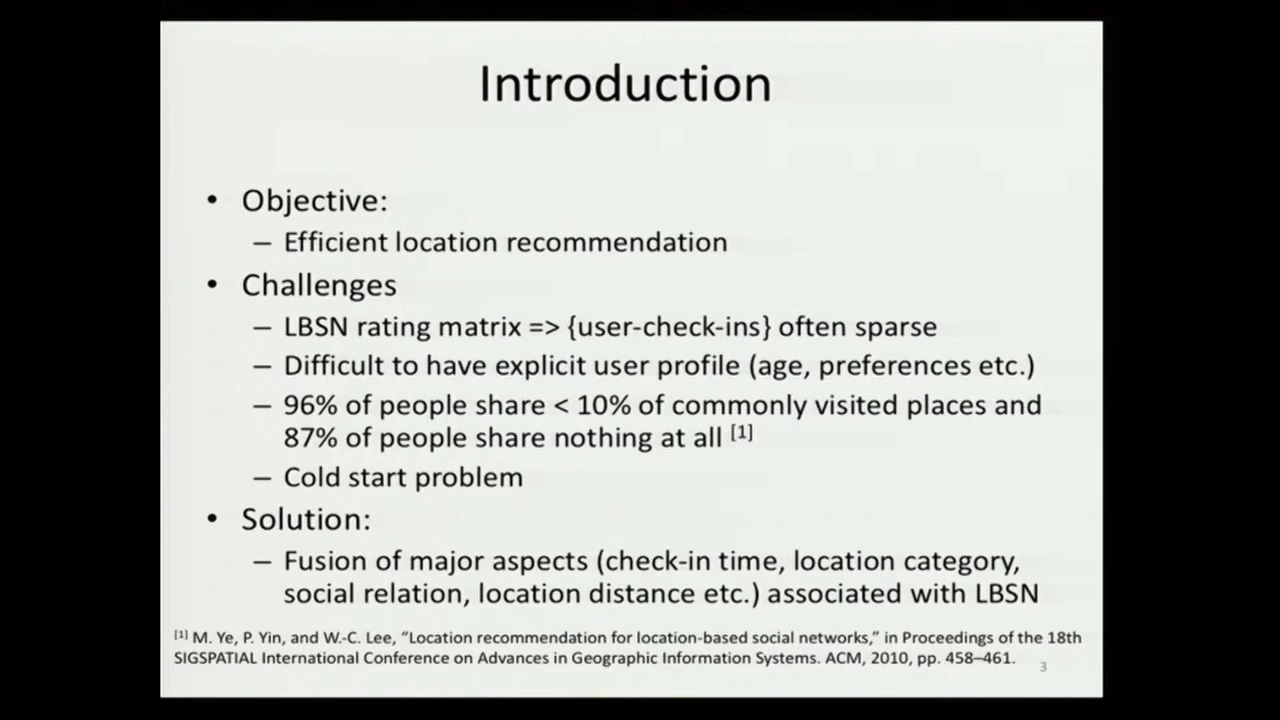 Introduction
• Objective:
– Efficient location recommendation
• Challenges
– LBSN rating matrix => {user-check-ins} often sparse
– Difficult to have explicit user profile (age, preferences etc.)
– 96% of people share < 10% of commonly visited places and
87% of people share nothing at all [1]
– Cold start problem
• Solution:
– Fusion of major aspects (check-in time, location category,
social relation, location distance etc.) associated with LBSN
[1] M. Ye, P. Yin, and W.-C. Lee, “Location recommendation for location-based social networks,” in Proceedings of the 18th
SIGSPATIAL International Conference on Advances in Geographic Information Systems. ACM, 2010, pp. 458–461.
3